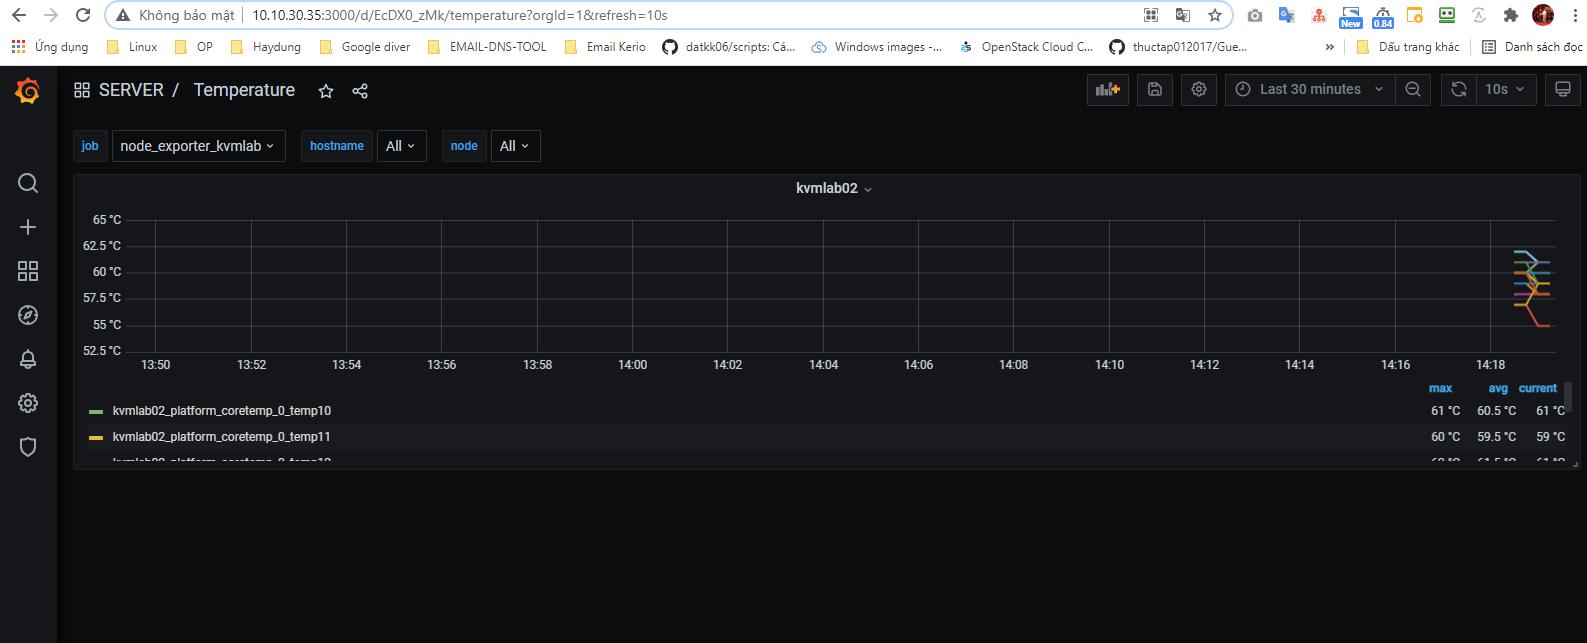 Không bảo mật 10.10.30.35:3000/d/EcDX0_zMk/temperature?orgId=1&refresh=10s New 0.84
Ứng dụng Linux OP Haydung Google diver EMAIL-DNS-TOOL Email Kerio datkk06/scripts: Cá... Windows images -... OpenStack Cloud C... thuctap012017/Gue... » Dấu trang khác Danh sách đọc
SERVER / Temperature Last 30 minutes 10s
job node_exporter_kvmlab hostname All node All
kvmlab02
65 °C
62.5 °C
60 °C
57.5 °C
55 °C
52.5 °C
13:50 13:52 13:54 13:56 13:58 14:00 14:02 14:04 14:06 14:08 14:10 14:12 14:14 14:16 14:18
max avg current
kvmlab02_platform_coretemp_0_temp10 61 °C 60.5 °C 61 °C
kvmlab02_platform_coretemp_0_temp11 60 °C 59.5 °C 59 °C